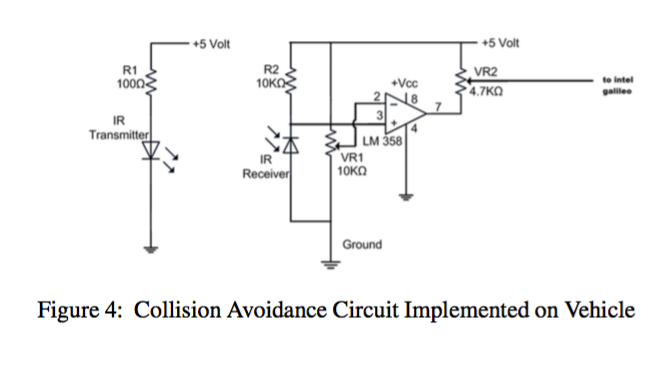 +5 Volt
R1
100Ω
IR
Transmitter
R2
10KΩ
IR
Receiver
+Vcc
2
8
3
7
4
-
+
LM 358
VR1
10KΩ
+5 Volt
VR2
4.7KΩ
to intel
galileo
Ground
Figure 4: Collision Avoidance Circuit Implemented on Vehicle